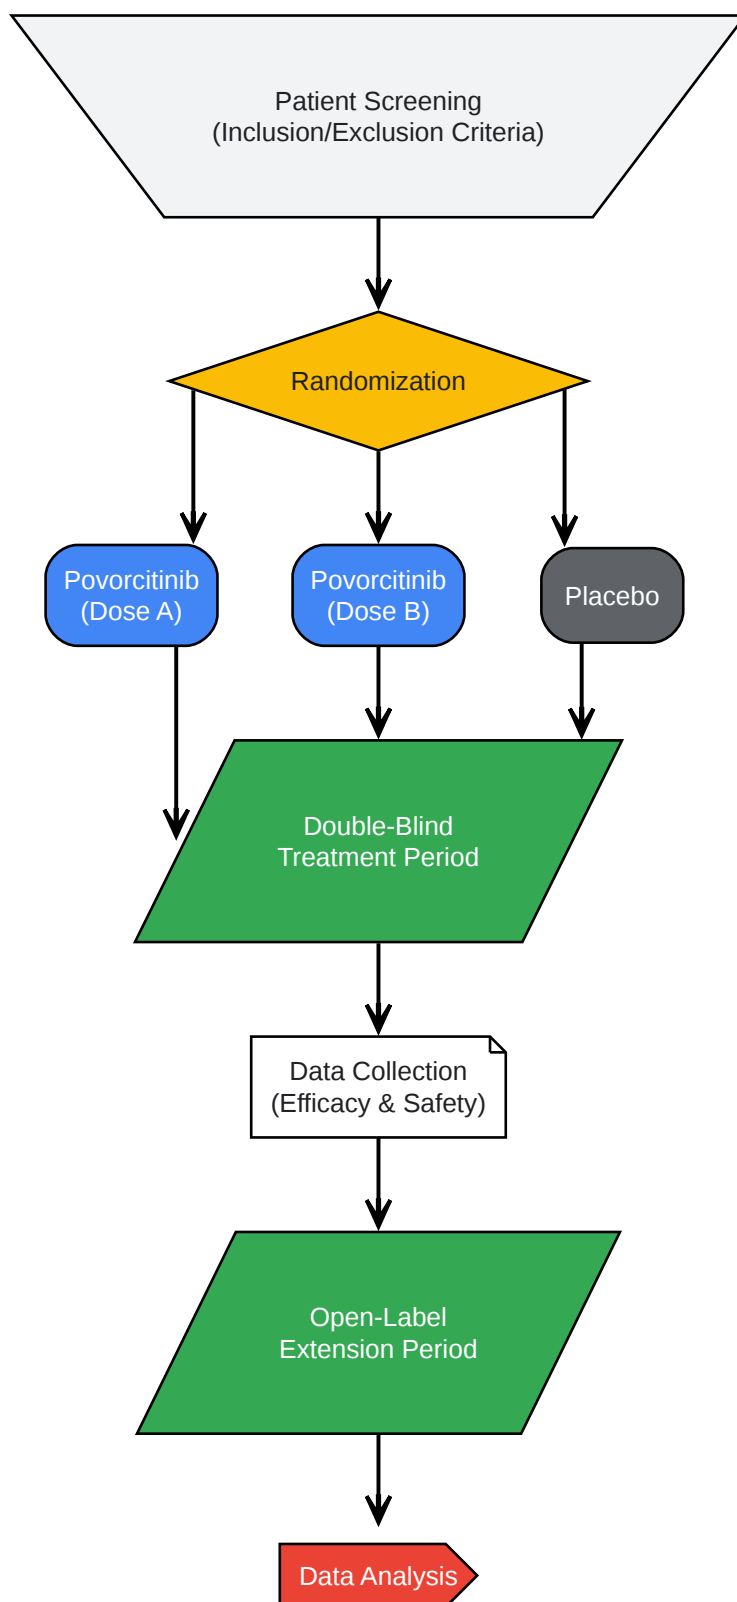 Patient Screening
(Inclusion/Exclusion Criteria)
Randomization
Povorcitinib
(Dose A)
Povorcitinib
(Dose B)
Placebo
Double-Blind
Treatment Period
Data Collection
(Efficacy & Safety)
Open-Label
Extension Period
Data Analysis